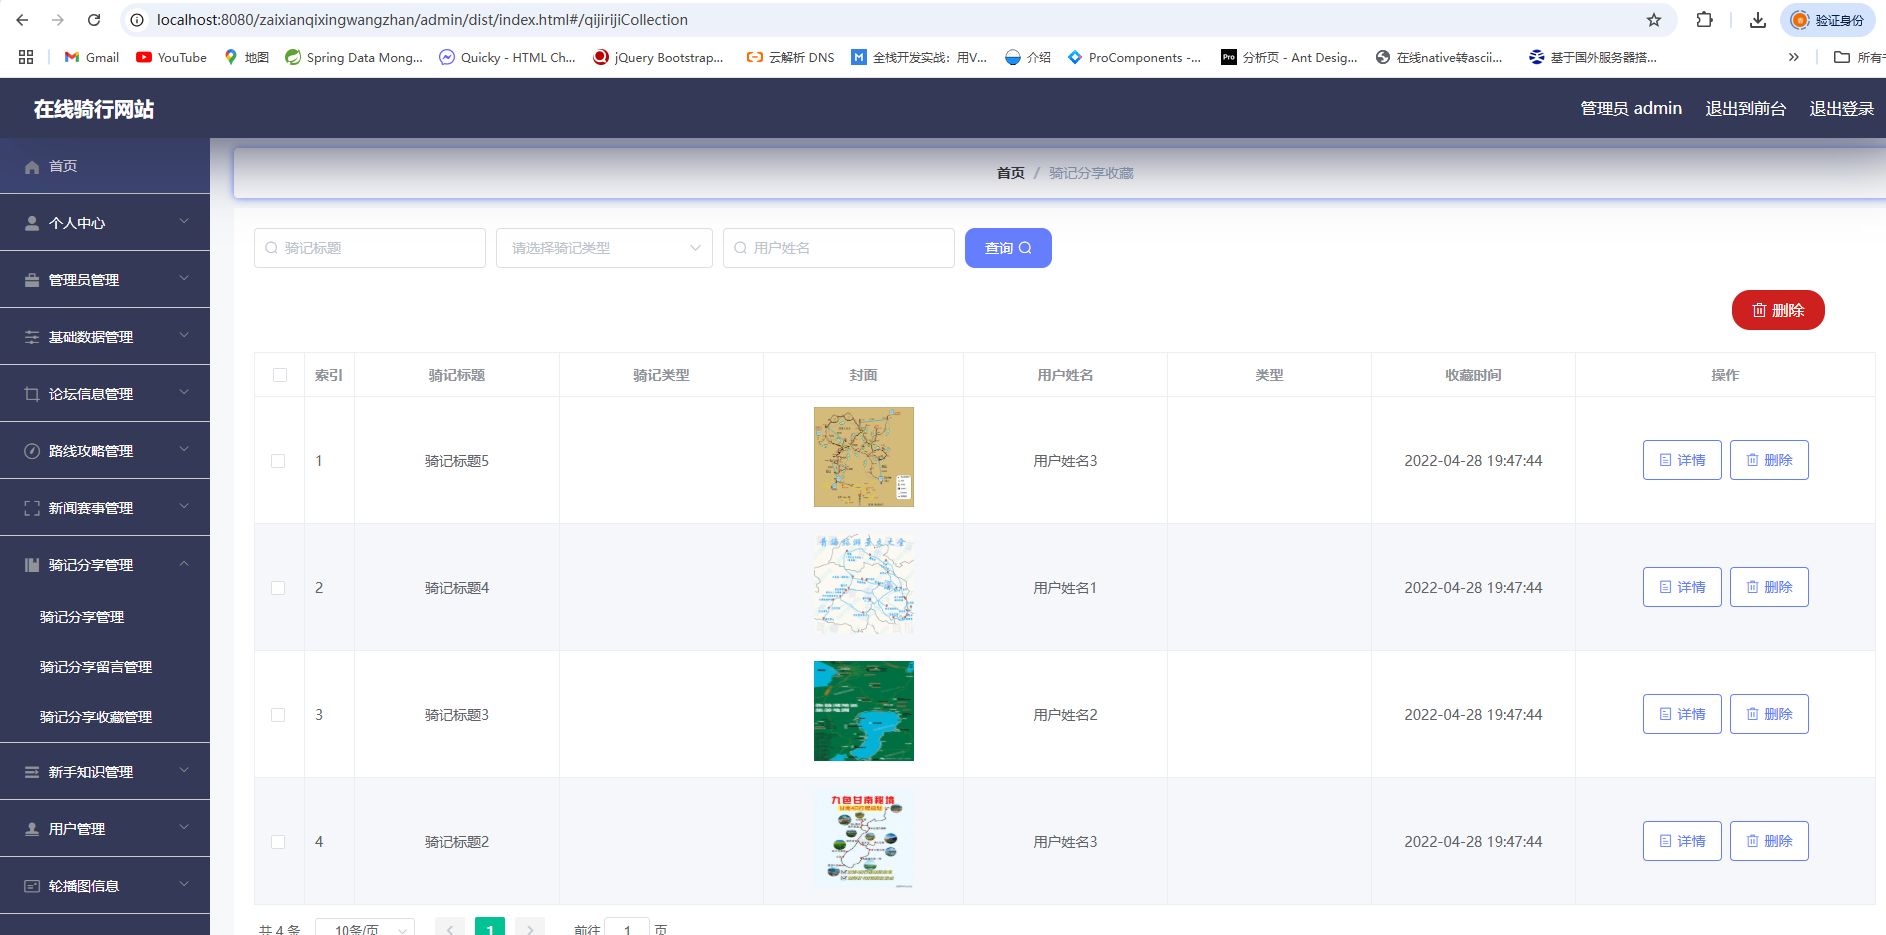 localhost:8080/zaixianqixingwangzhan/admin/dist/index.html#/qijirijiCollection
验证身份
Gmail
YouTube
地图
Spring Data Mong...
Quicky - HTML Ch...
jQuery Bootstrap...
云解析 DNS
全栈开发实战：用V...
介绍
ProComponents -...
分析页 - Ant Desig...
在线native转ascii...
基于国外服务器搭...
所有
在线骑行网站
管理员 admin
退出到前台
退出登录
首页
个人中心
管理员管理
基础数据管理
论坛信息管理
路线攻略管理
新闻赛事管理
骑记分享管理
骑记分享管理
骑记分享留言管理
骑记分享收藏管理
新手知识管理
用户管理
轮播图信息
首页 / 骑记分享收藏
骑记标题
请选择骑记类型
用户姓名
查询
删除
索引 骑记标题 骑记类型 封面 用户姓名 类型 收藏时间 操作
1 骑记标题5 用户姓名3 2022-04-28 19:47:44 详情 删除
2 骑记标题4 用户姓名1 2022-04-28 19:47:44 详情 删除
3 骑记标题3 用户姓名2 2022-04-28 19:47:44 详情 删除
九色甘南秘境
4 骑记标题2 用户姓名3 2022-04-28 19:47:44 详情 删除
共 4 条 10条/页 1 前往 1 页